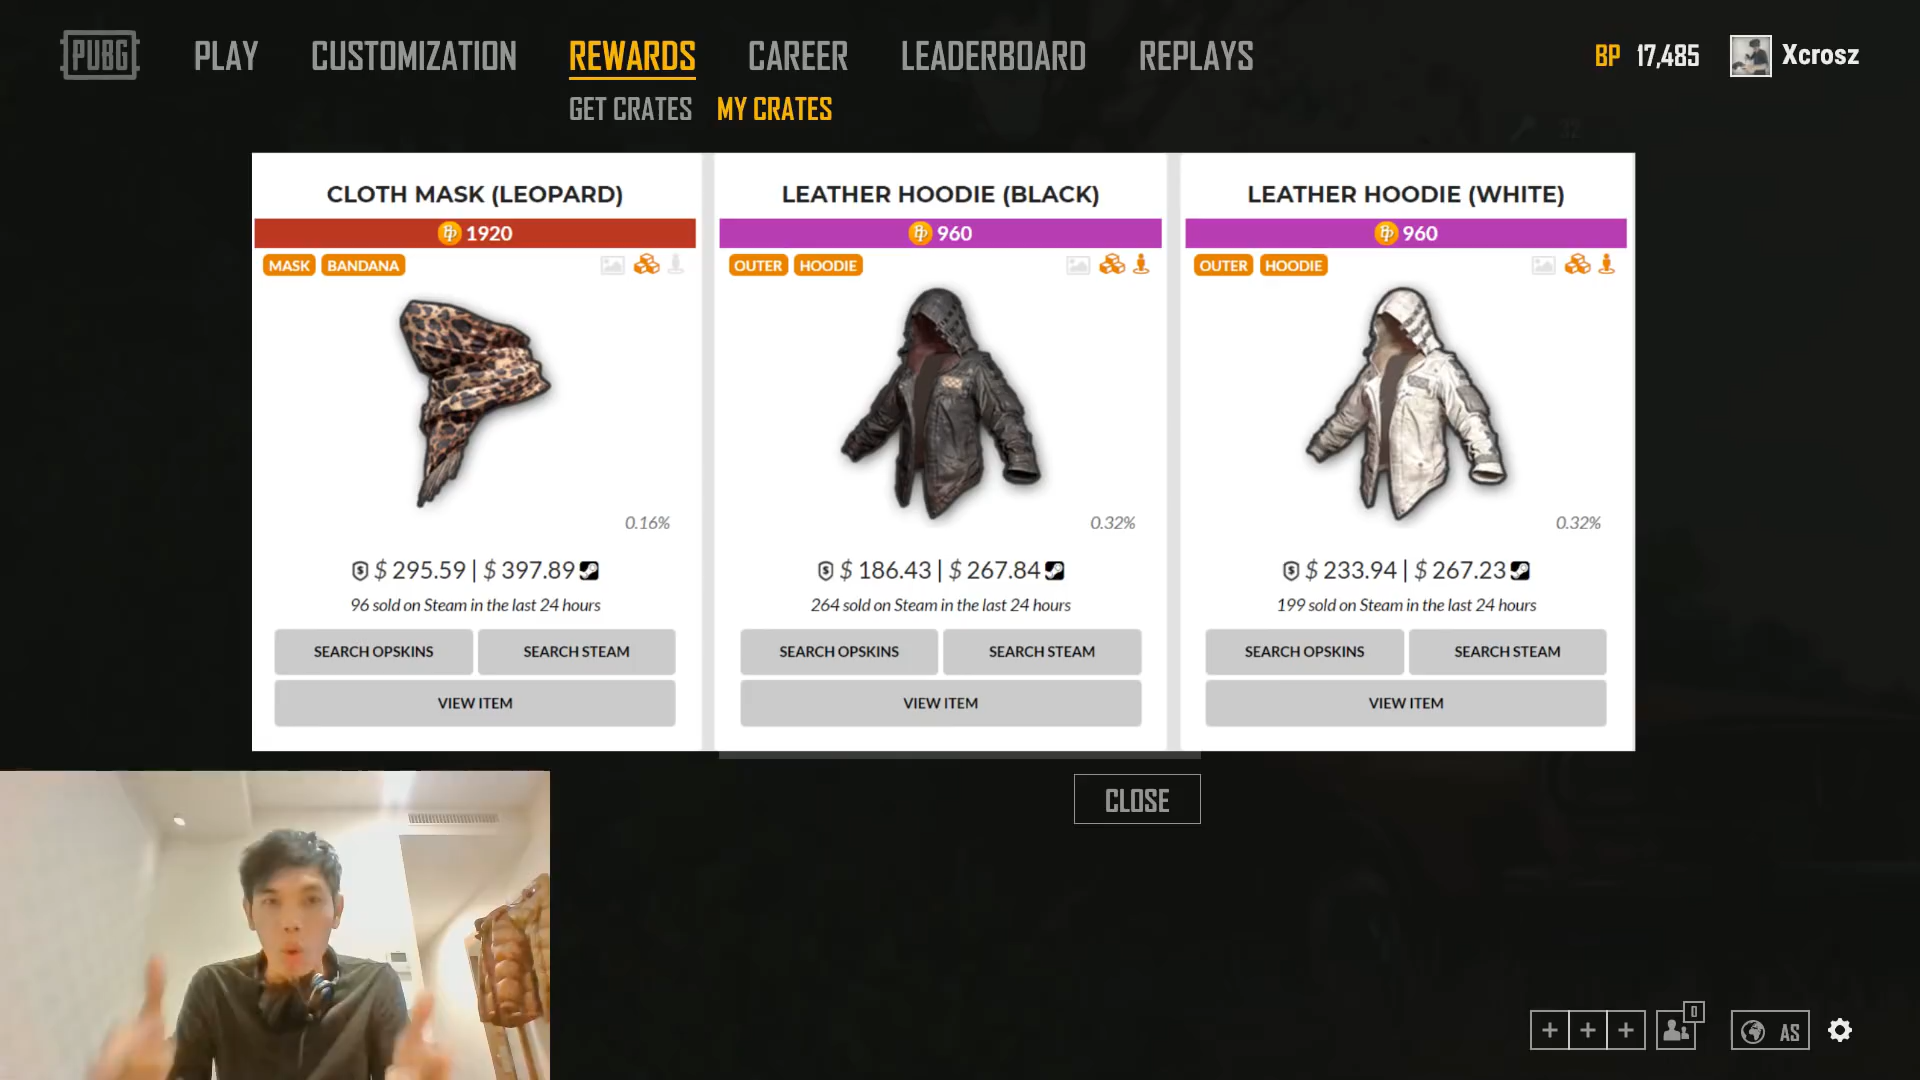 PUBG PLAY CUSTOMIZATION REWARDS CAREER LEADERBOARD REPLAYS BP 17,485 Xcrosz
GET CRATES MY CRATES
32
CLOTH MASK (LEOPARD)
1920
MASK BANDANA
0.16%
$ 295.59 | $ 397.89
96 sold on Steam in the last 24 hours
SEARCH OPSKINS SEARCH STEAM
VIEW ITEM
LEATHER HOODIE (BLACK)
960
OUTER HOODIE
0.32%
$ 186.43 | $ 267.84
264 sold on Steam in the last 24 hours
SEARCH OPSKINS SEARCH STEAM
VIEW ITEM
LEATHER HOODIE (WHITE)
960
OUTER HOODIE
0.32%
$ 233.94 | $ 267.23
199 sold on Steam in the last 24 hours
SEARCH OPSKINS SEARCH STEAM
VIEW ITEM
CLOSE
+ + + 0 AS